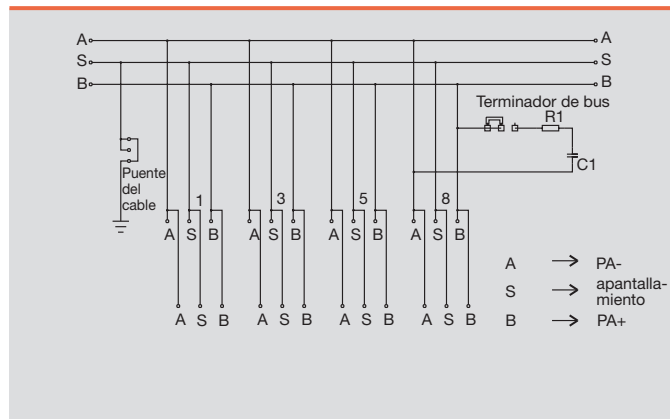 A A
S S
B B
Terminador de bus
R1
C1
Puente
del
cable
1 3 5 8
A S B A S B A S B A S B
A S B A S B A S B A S B
A → PA-
S → apantalla-
miento
B → PA+